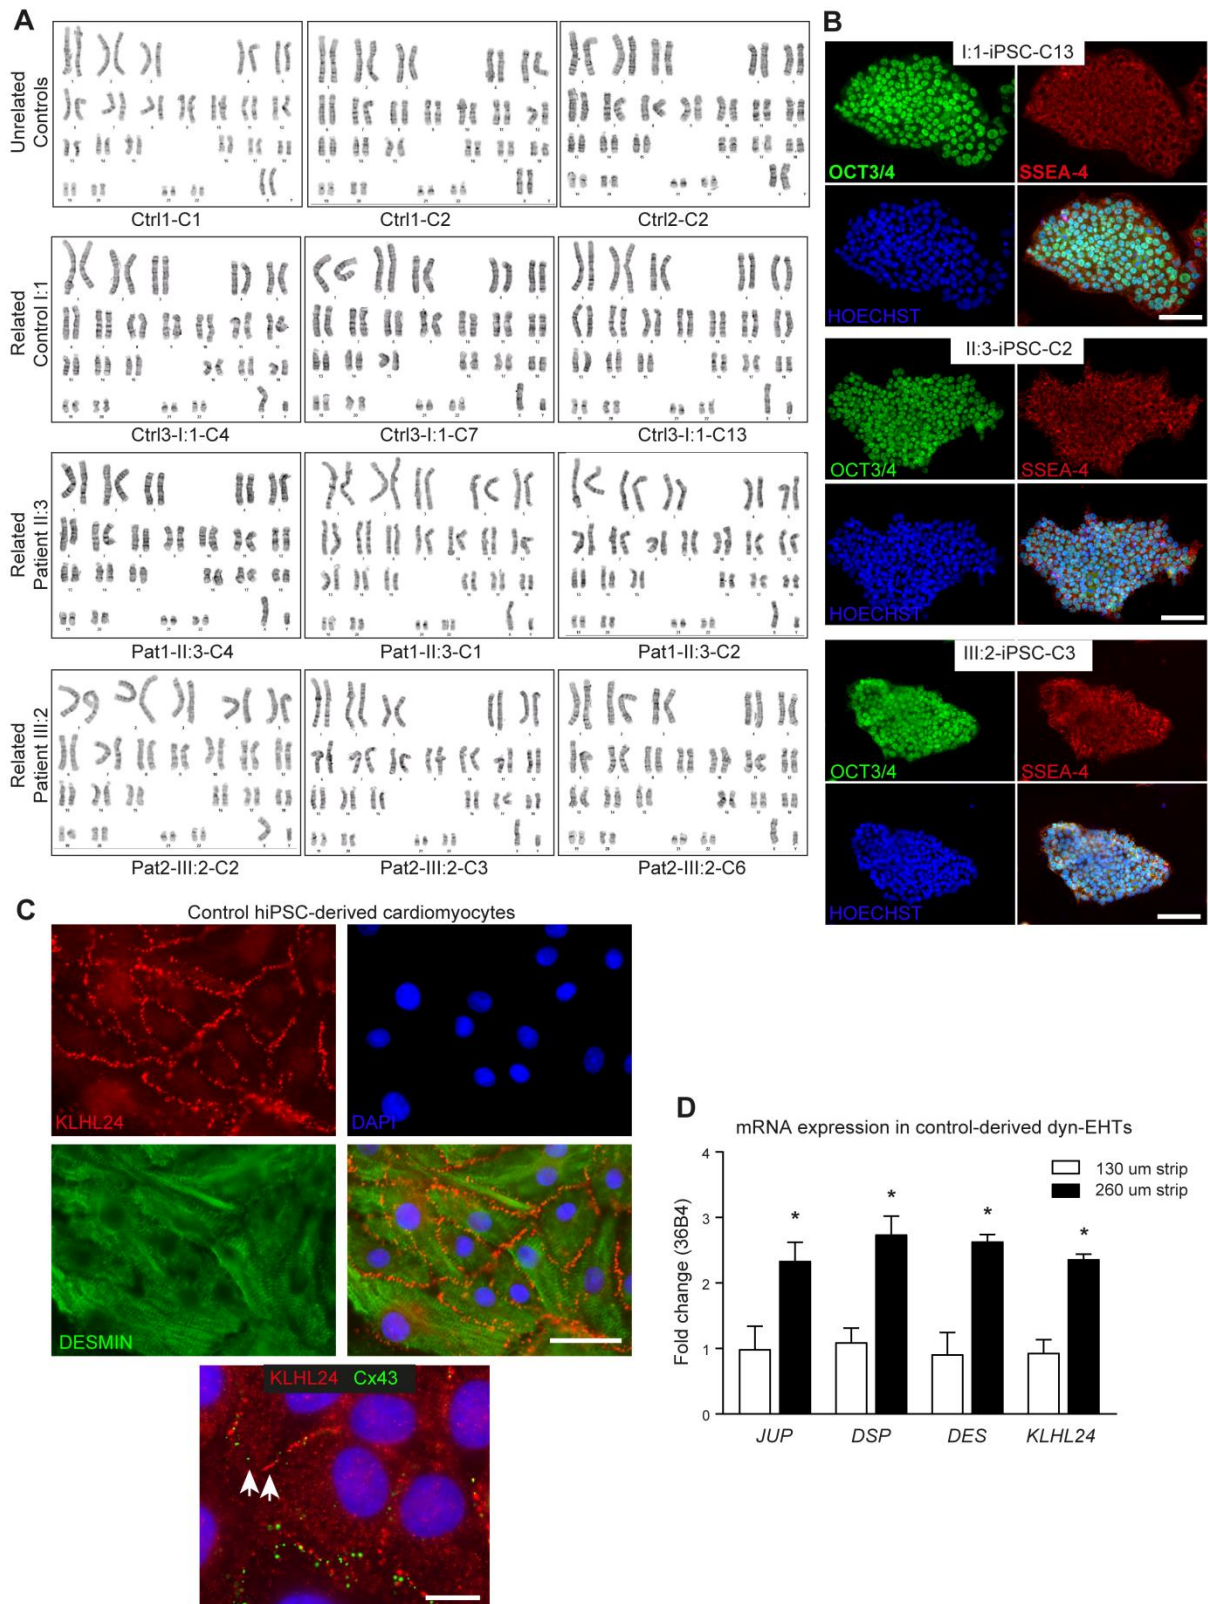 A
Unrelated
Controls
Ctrl1-C1
Ctrl1-C2
Ctrl2-C2
Related
Control I:1
Ctrl3-I:1-C4
Ctrl3-I:1-C7
Ctrl3-I:1-C13
Related
Patient II:3
Pat1-II:3-C4
Pat1-II:3-C1
Pat1-II:3-C2
Related
Patient III:2
Pat2-III:2-C2
Pat2-III:2-C3
Pat2-III:2-C6
B
I:1-iPSC-C13
OCT3/4
SSEA-4
HOECHST
II:3-iPSC-C2
OCT3/4
SSEA-4
HOECHST
III:2-iPSC-C3
OCT3/4
SSEA-4
HOECHST
C
Control hiPSC-derived cardiomyocytes
KLHL24
DAPI
DESMIN
KLHL24 Cx43
D
mRNA expression in control-derived dyn-EHTs
Fold change (36B4)
4
3
2
1
0
130 um strip
260 um strip
* * * *
JUP DSP DES KLHL24